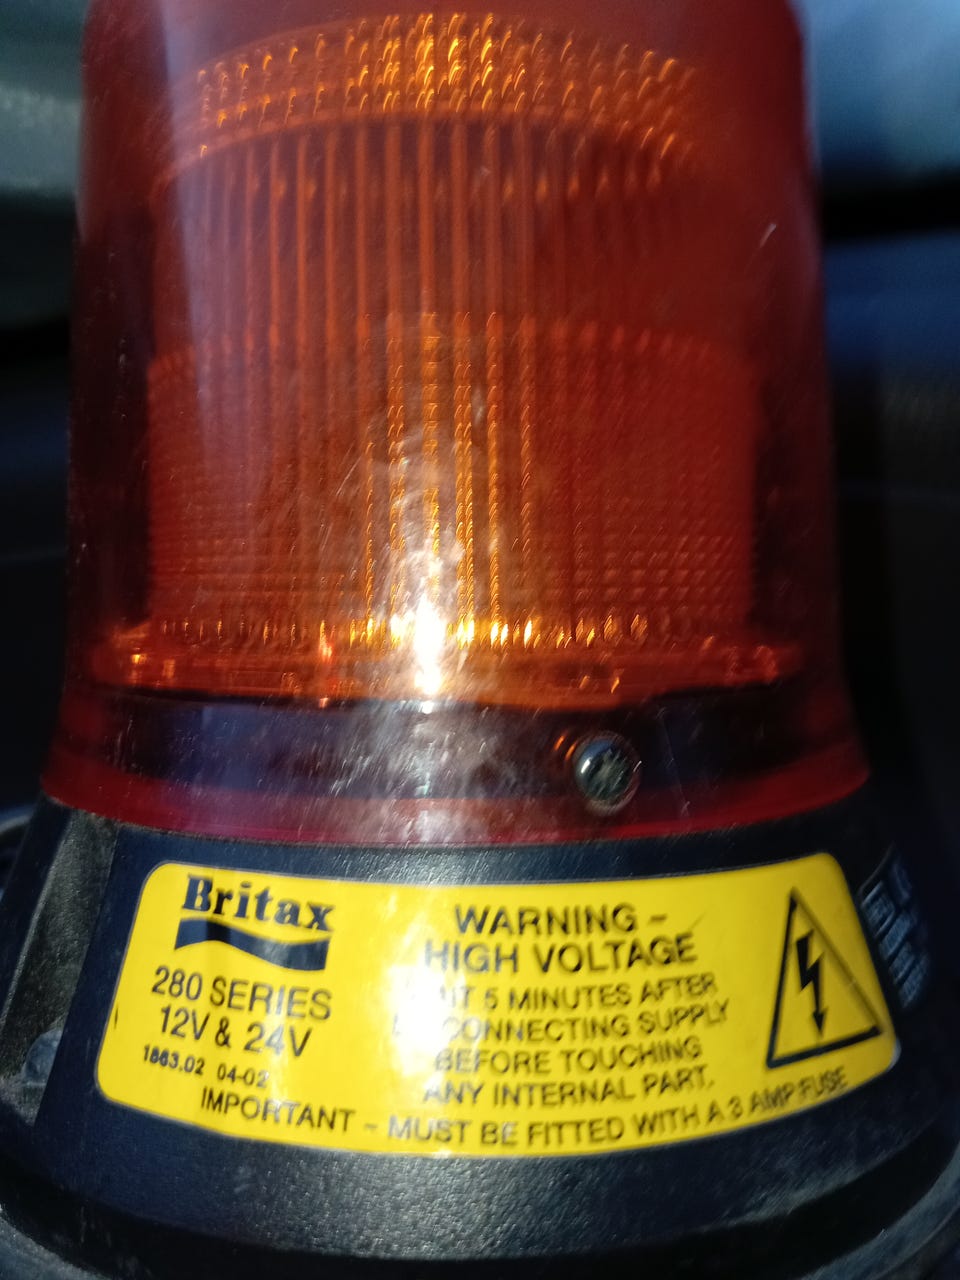 Britax
280 SERIES
12V & 24V
1863.02 04-02
WARNING -
HIGH VOLTAGE
5 MINUTES AFTER
SUPPLY
BEFORE TOUCHING
ANY INTERNAL PART.
IMPORTANT - MUST BE FITTED WITH A 3 AMP. FUSE